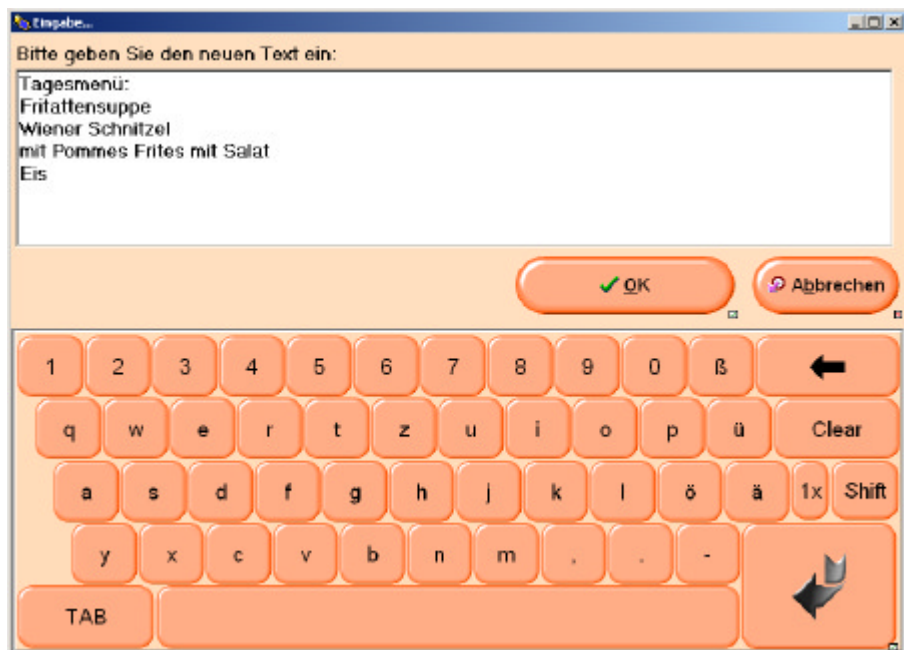 Eingabe...
Bitte geben Sie den neuen Text ein:
Tagesmenü:
Fritattensuppe
Wiener Schnitzel
mit Pommes Frites mit Salat
Eis
OK Abbrechen
1 2 3 4 5 6 7 8 9 0 ß
q w e r t z u i o p ü Clear
a s d f g h j k l ö ä 1x Shift
y x c v b n m , . -
TAB